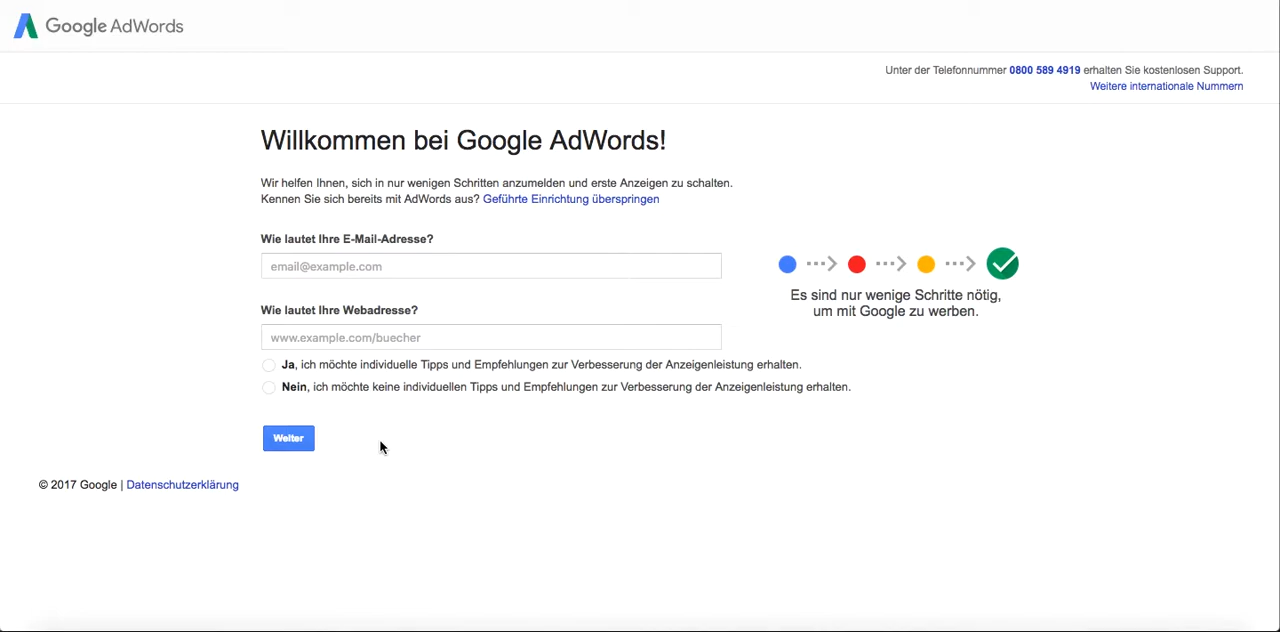 Google AdWords
Unter der Telefonnummer 0800 589 4919 erhalten Sie kostenlosen Support.
Weitere internationale Nummern
Willkommen bei Google AdWords!
Wir helfen Ihnen, sich in nur wenigen Schritten anzumelden und erste Anzeigen zu schalten.
Kennen Sie sich bereits mit AdWords aus? Geführte Einrichtung überspringen
Wie lautet Ihre E-Mail-Adresse?
email@example.com
Es sind nur wenige Schritte nötig,
um mit Google zu werben.
Wie lautet Ihre Webadresse?
www.example.com/buecher
Ja, ich möchte individuelle Tipps und Empfehlungen zur Verbesserung der Anzeigenleistung erhalten.
Nein, ich möchte keine individuellen Tipps und Empfehlungen zur Verbesserung der Anzeigenleistung erhalten.
Weiter
© 2017 Google | Datenschutzerklärung